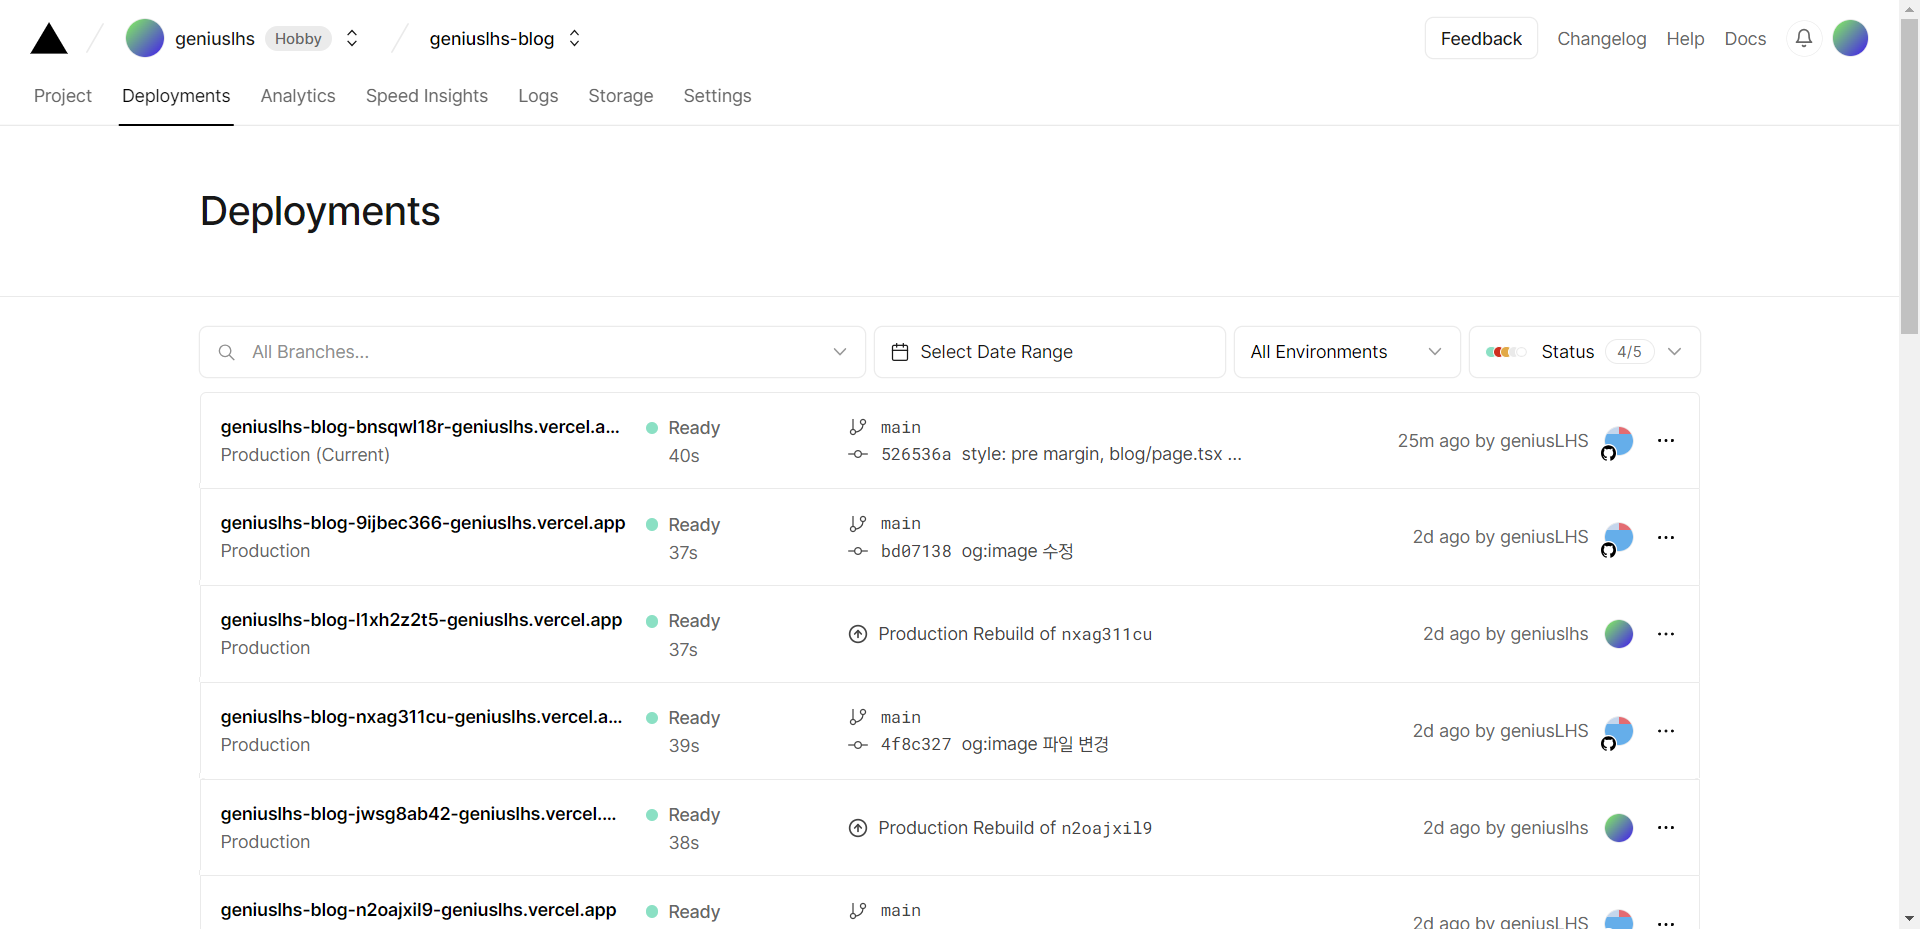 geniuslhs Hobby geniuslhs-blog Feedback Changelog Help Docs
Project Deployments Analytics Speed Insights Logs Storage Settings
Deployments
All Branches... Select Date Range All Environments Status 4/5
geniuslhs-blog-bnsqwl18r-geniuslhs.vercel.a... Ready main
Production (Current) 40s 526536a style: pre margin, blog/page.tsx ... 25m ago by geniusLHS
geniuslhs-blog-9ijbec366-geniuslhs.vercel.app Ready main
Production 37s bd07138 og:image 수정 2d ago by geniusLHS
geniuslhs-blog-l1xh2z2t5-geniuslhs.vercel.app Ready
Production 37s Production Rebuild of nxag311cu 2d ago by geniuslhs
geniuslhs-blog-nxag311cu-geniuslhs.vercel.a... Ready main
Production 39s 4f8c327 og:image 파일 변경 2d ago by geniusLHS
geniuslhs-blog-jwsg8ab42-geniuslhs.vercel.... Ready
Production 38s Production Rebuild of n2oajxil9 2d ago by geniuslhs
geniuslhs-blog-n2oajxil9-geniuslhs.vercel.app Ready main
2d ago by geniusLHS